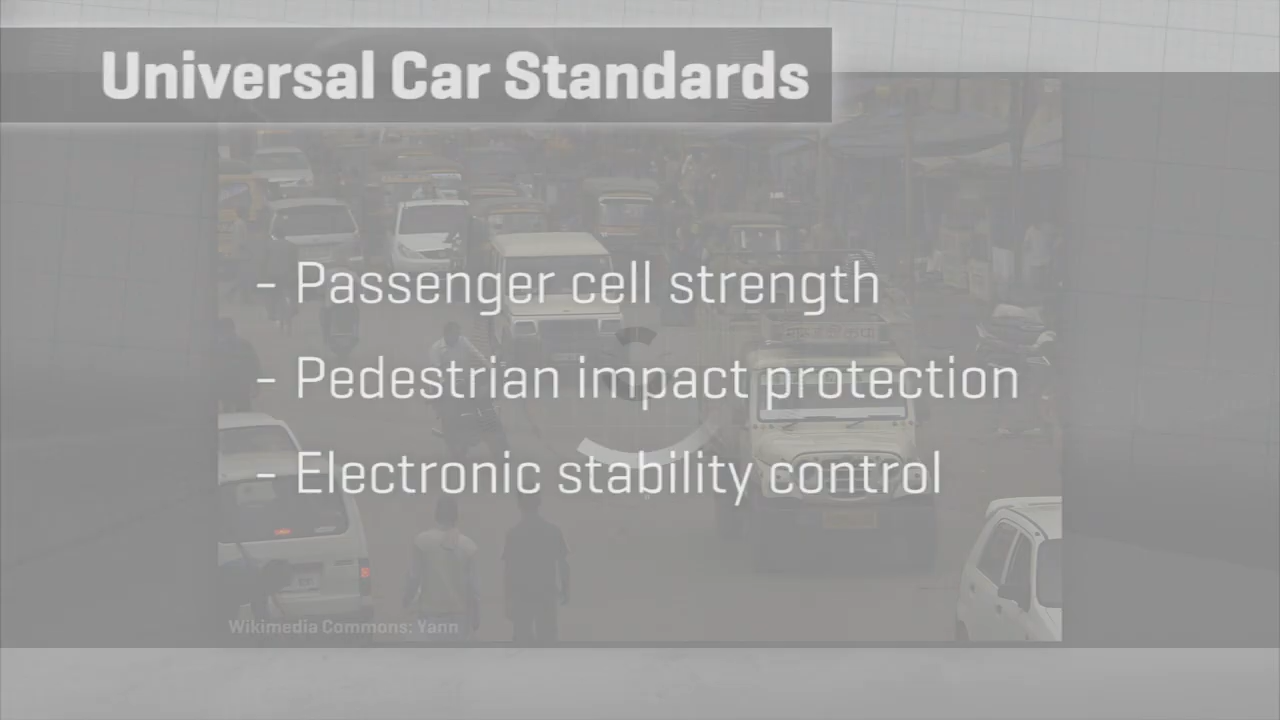 Universal Car Standards
- Passenger cell strength
- Pedestrian impact protection
- Electronic stability control
Wikimedia Commons; Yann